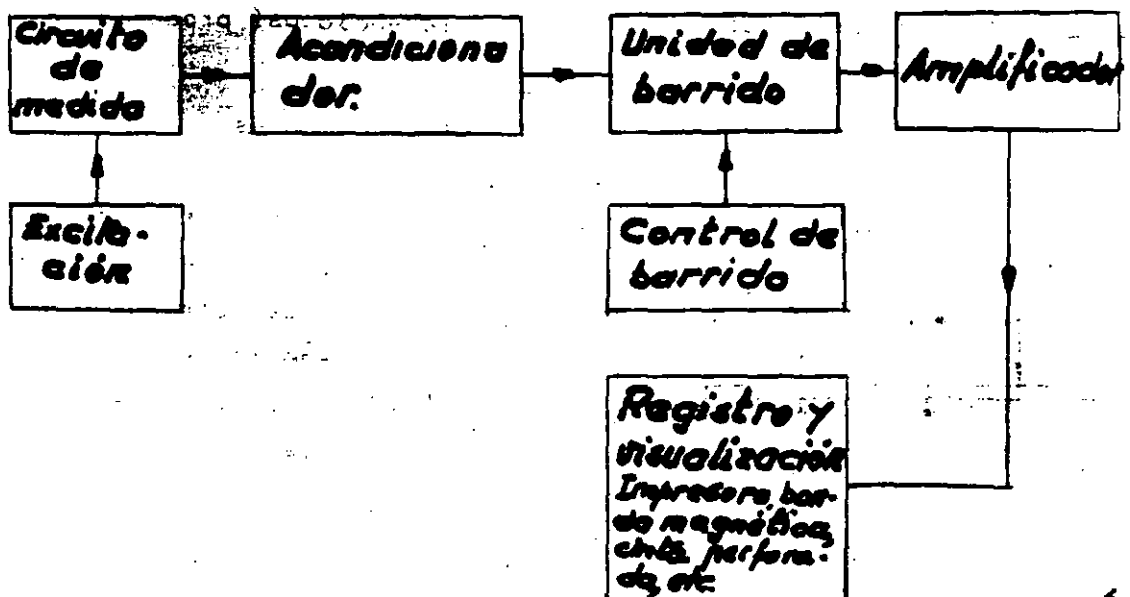 Circuito
de
medida
Acondiciona
dor.
Unidad de
barrido
Amplificador
Excita-
ción
Control de
barrido
Registro y
visualización
Impresora, ban-
da magnética,
cinta perfora-
da, etc.